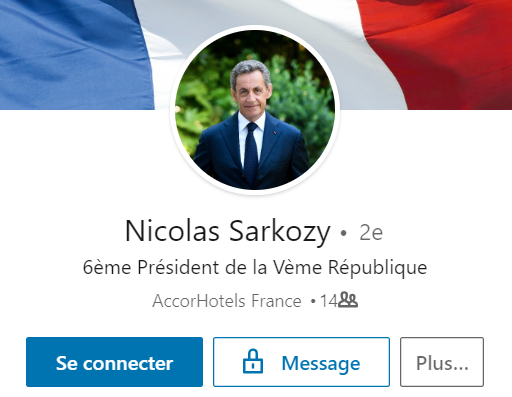 Nicolas Sarkozy • 2e
6ème Président de la Vème République
AccorHotels France • 14
Se connecter Message Plus...